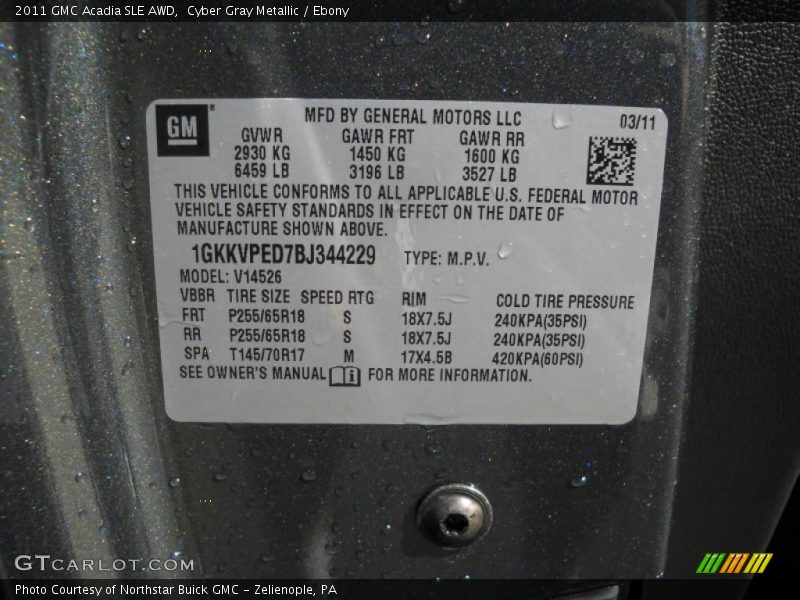 2011 GMC Acadia SLE AWD, Cyber Gray Metallic / Ebony
GM®
MFD BY GENERAL MOTORS LLC 03/11
GVWR GAWR FRT GAWR RR
2930 KG 1450 KG 1600 KG
6459 LB 3196 LB 3527 LB
THIS VEHICLE CONFORMS TO ALL APPLICABLE U.S. FEDERAL MOTOR
VEHICLE SAFETY STANDARDS IN EFFECT ON THE DATE OF
MANUFACTURE SHOWN ABOVE.
1GKKVPED7BJ344229 TYPE: M.P.V.
MODEL: V14526
VBBR TIRE SIZE SPEED RTG RIM COLD TIRE PRESSURE
FRT P255/65R18 S 18X7.5J 240KPA(35PSI)
RR P255/65R18 S 18X7.5J 240KPA(35PSI)
SPA T145/70R17 M 17X4.5B 420KPA(60PSI)
SEE OWNER'S MANUAL i FOR MORE INFORMATION.
GTCARLOT.COM
Photo Courtesy of Northstar Buick GMC - Zelienople, PA